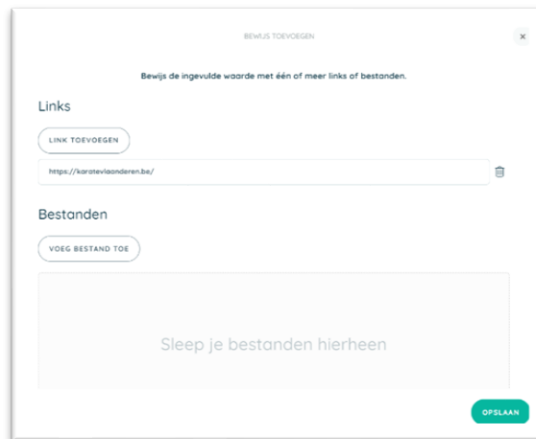 BEWIJS TOEVOEGEN
Bewijs de ingevulde waarde met één of meer links of bestanden.
Links
LINK TOEVOEGEN
https://karatevlaanderen.be/
Bestanden
VOEG BESTAND TOE
Sleep je bestanden hierheen
OPSLAAN